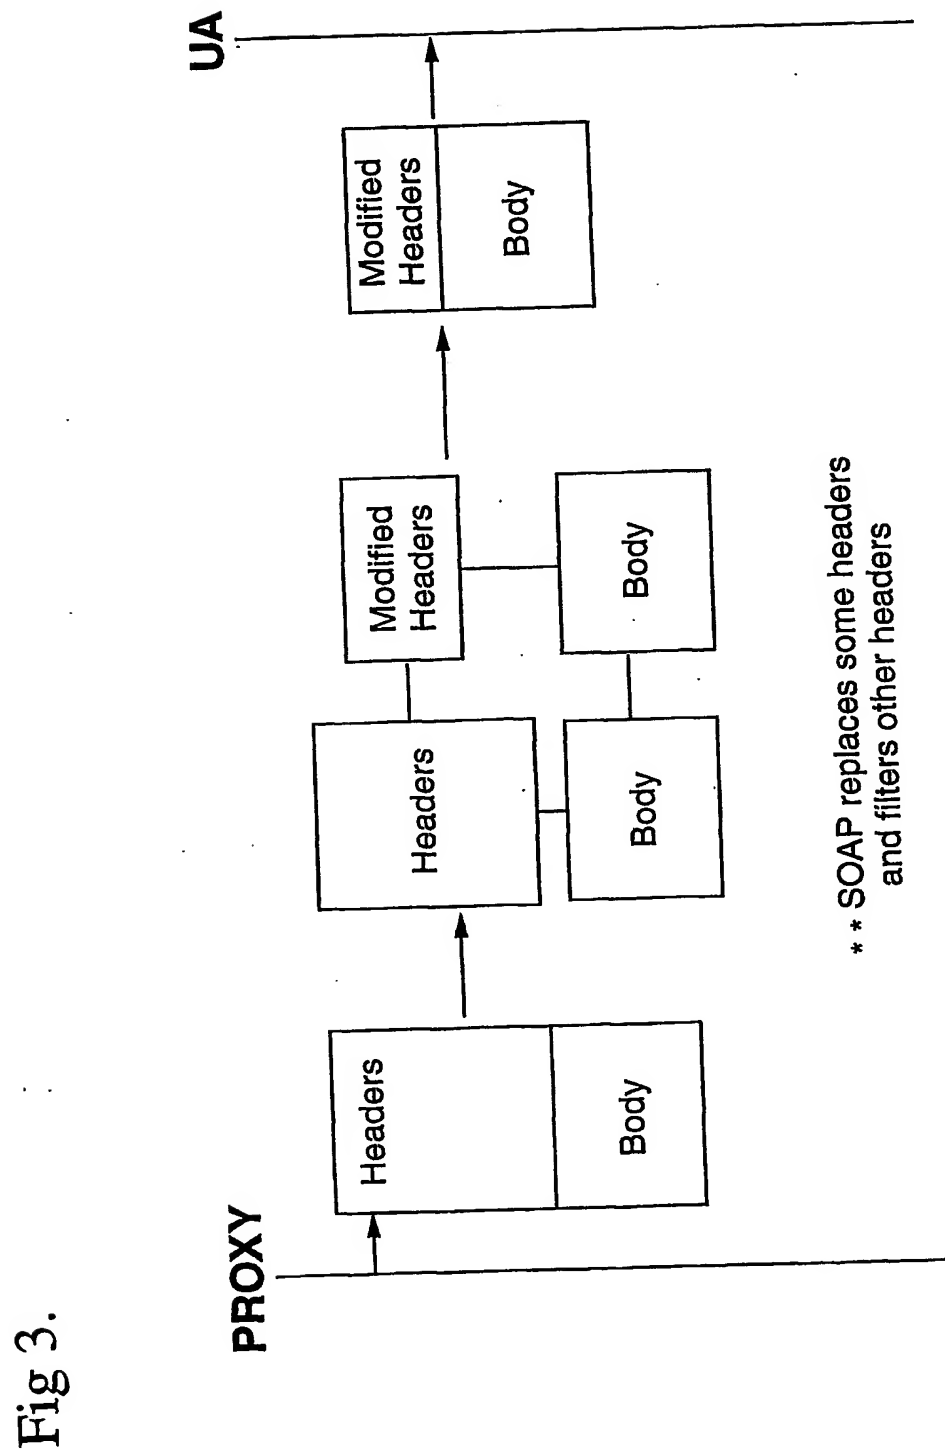 Fig 3.
PROXY
UA
Headers
Body
Headers
Body
Modified
Headers
Body
Modified
Headers
Body
* * SOAP replaces some headers
and filters other headers